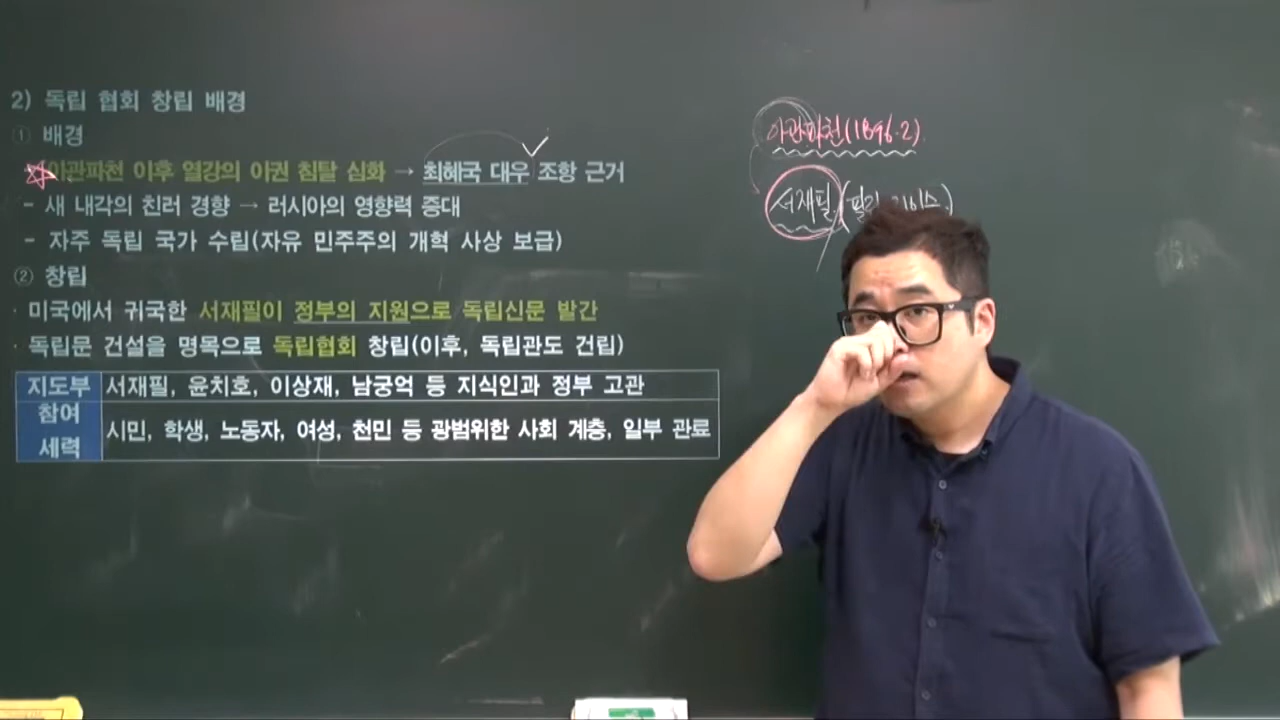 2) 독립 협회 창립 배경
① 배경
아관파천 이후 열강의 이권 침탈 심화 → 최혜국 대우 조항 근거
- 새 내각의 친러 경향 → 러시아의 영향력 증대
- 자주 독립 국가 수립(자유 민주주의 개혁 사상 보급)
② 창립
· 미국에서 귀국한 서재필이 정부의 지원으로 독립신문 발간
· 독립문 건설을 명목으로 독립협회 창립(이후, 독립관도 건립)
지도부 서재필, 윤치호, 이상재, 남궁억 등 지식인과 정부 고관
참여 세력 시민, 학생, 노동자, 여성, 천민 등 광범위한 사회 계층, 일부 관료
아관파천(1896.2)
서재필